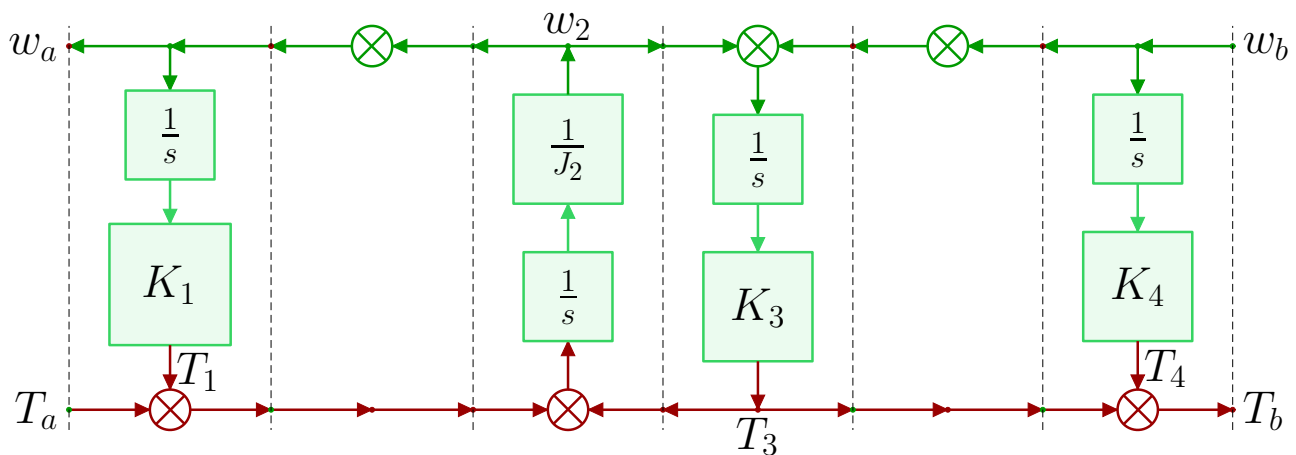 w_a w_2 w_b
1/s 1/J_2 1/s 1/s
K_1 1/s K_3 K_4
T_1 T_4
T_a T_3 T_b